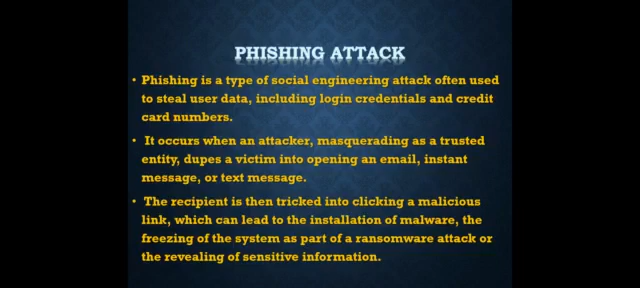 PHISHING ATTACK
• Phishing is a type of social engineering attack often used
to steal user data, including login credentials and credit
card numbers.
• It occurs when an attacker, masquerading as a trusted
entity, dupes a victim into opening an email, instant
message, or text message.
• The recipient is then tricked into clicking a malicious
link, which can lead to the installation of malware, the
freezing of the system as part of a ransomware attack or
the revealing of sensitive information.